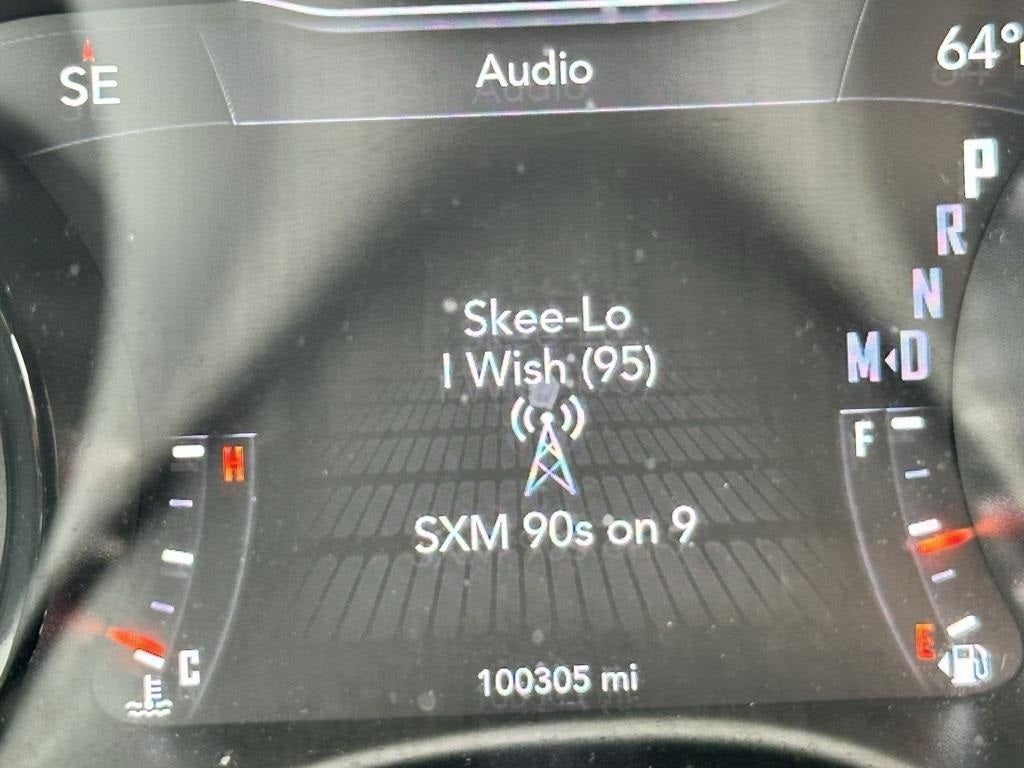 SE
Audio
64°
P
R
N
M D
Skee-Lo
I Wish (95)
SXM 90s on 9
H
C
F
E
100305 mi